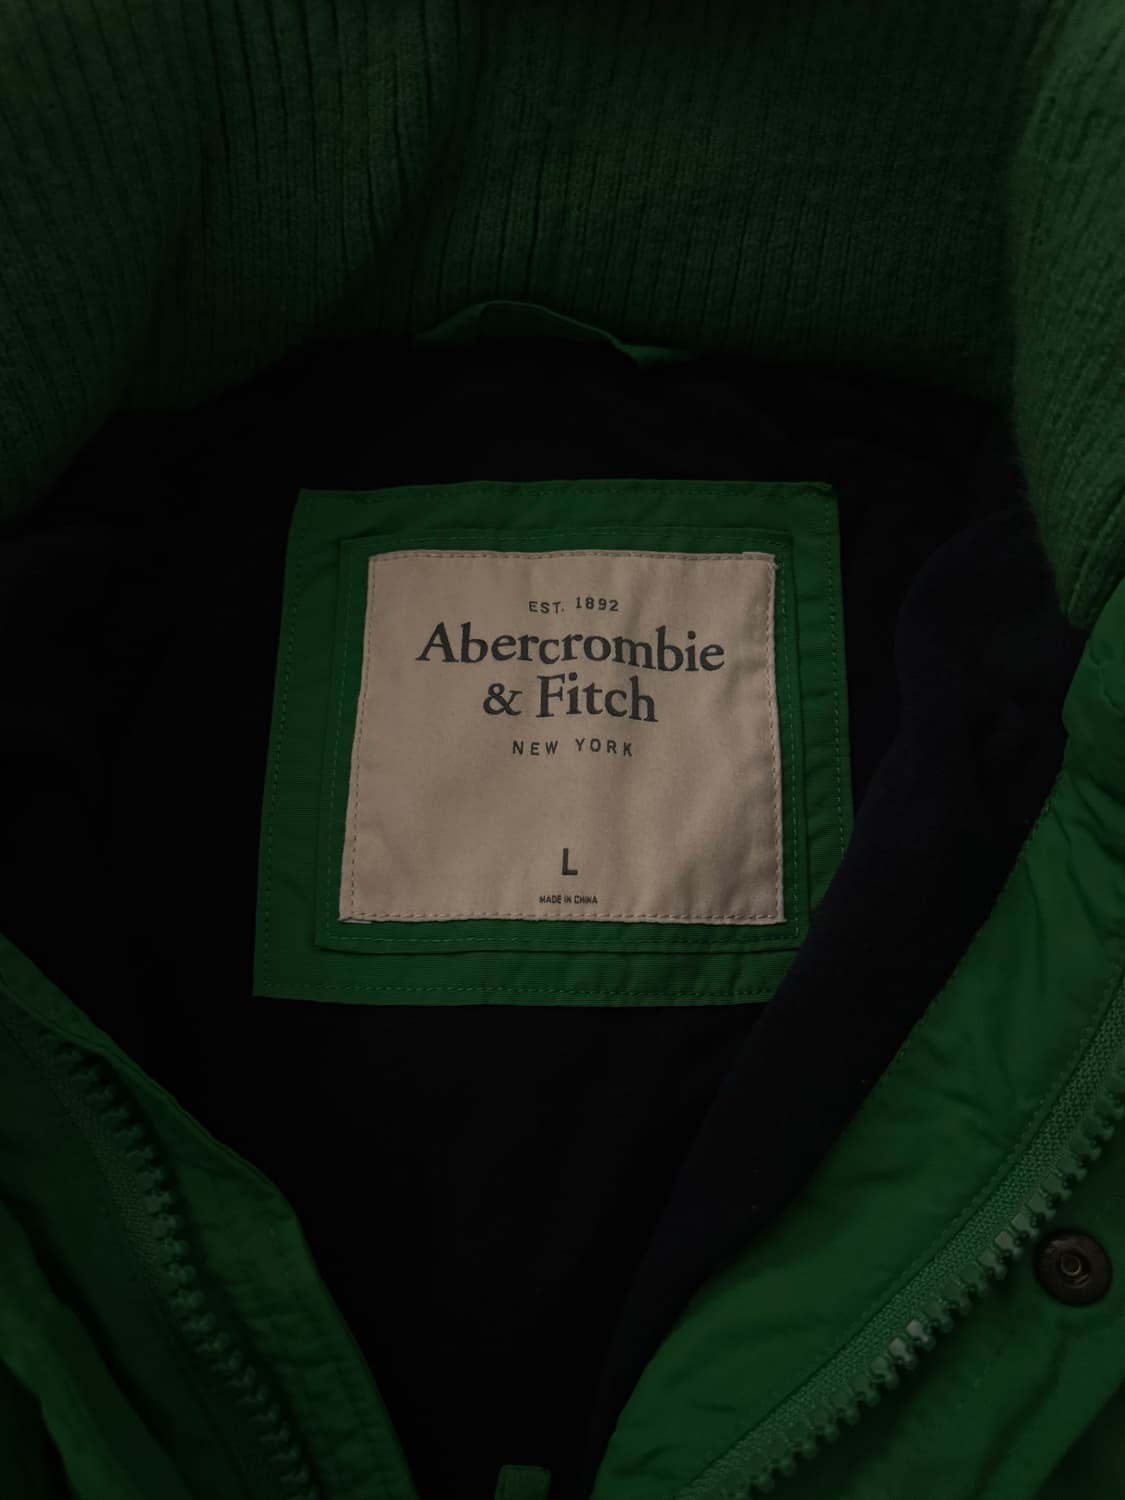 EST. 1892
Abercrombie
& Fitch
NEW YORK
L
MADE IN CHINA